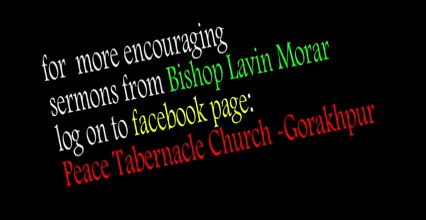 for more encouraging
sermons from Bishop Lavin Morar
log on to facebook page:
Peace Tabernacle Church -Gorakhpur